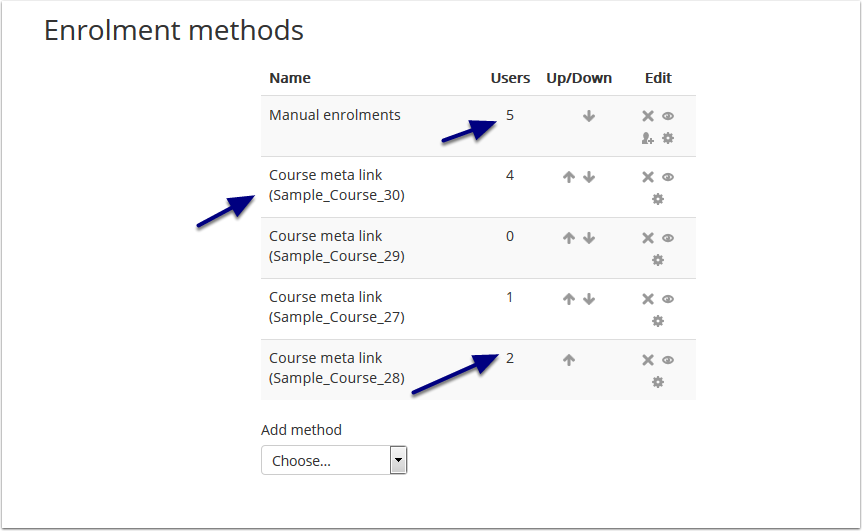 Enrolment methods
Name Users Up/Down Edit
Manual enrolments 5
Course meta link 4
(Sample_Course_30)
Course meta link 0
(Sample_Course_29)
Course meta link 1
(Sample_Course_27)
Course meta link 2
(Sample_Course_28)
Add method
Choose...